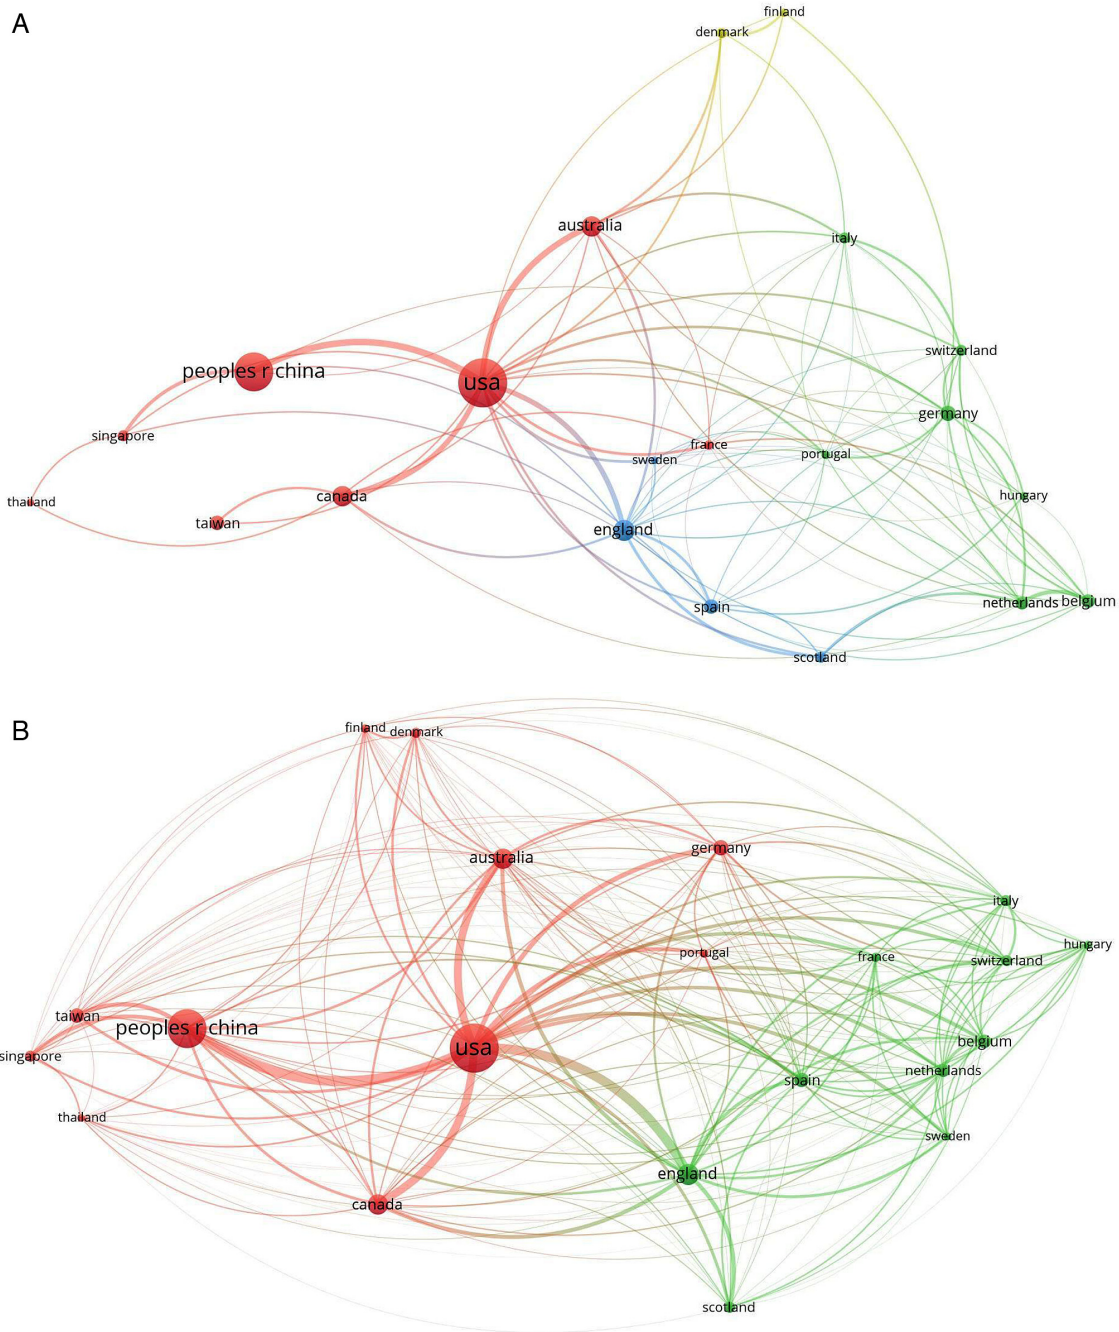 A
finland
denmark
australia
italy
switzerland
peoples r china
usa
germany
singapore
france
sweden
portugal
thailand
taiwan
canada
hungary
england
spain
netherlands
belgium
scotland
B
finland
denmark
australia
germany
italy
portugal
france
switzerland
hungary
taiwan
peoples r china
singapore
usa
belgium
netherlands
spain
thailand
sweden
england
canada
scotland